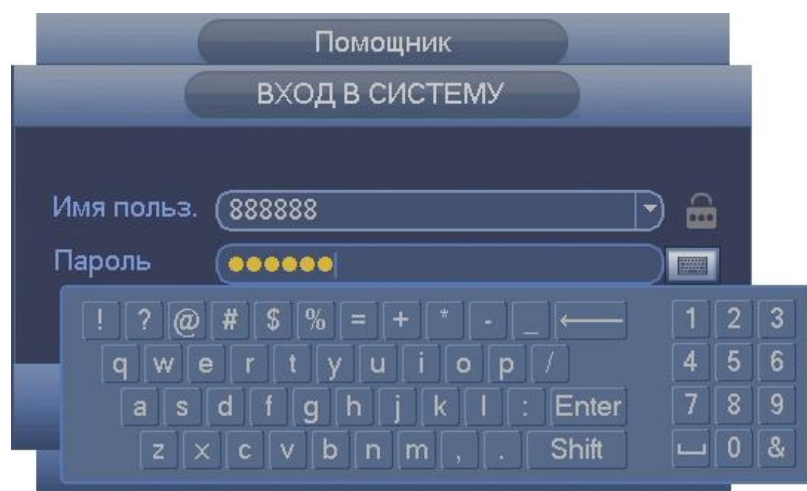 Помощник
ВХОД В СИСТЕМУ
Имя польз. 888888
Пароль ●●●●●●
! ? @ # $ % = + * - _ ⟵ 1 2 3
q w e r t y u i o p / 4 5 6
a s d f g h j k l : Enter 7 8 9
z x c v b n m , . Shift ⎵ 0 &